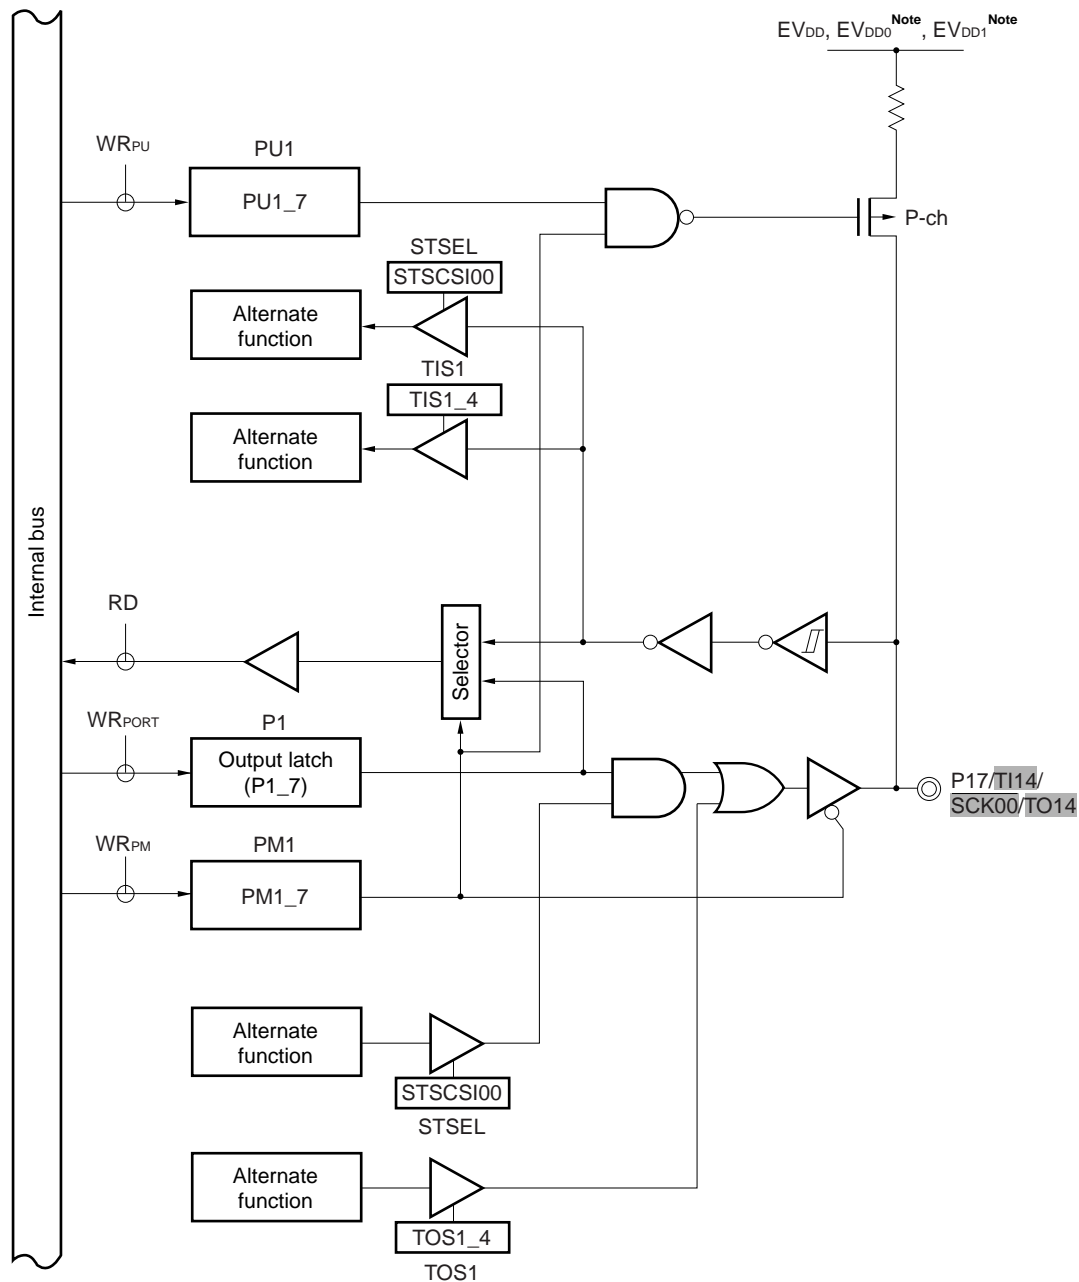 EVDD, EVDD0Note, EVDD1Note
WRPU
PU1
PU1_7
P-ch
STSEL
STSCSI00
Alternate
function
TIS1
TIS1_4
Alternate
function
Internal bus
RD
Selector
WRPORT
P1
Output latch
(P1_7)
P17/TI14/
SCK00/TO14
WRPM
PM1
PM1_7
Alternate
function
STSCSI00
STSEL
Alternate
function
TOS1_4
TOS1